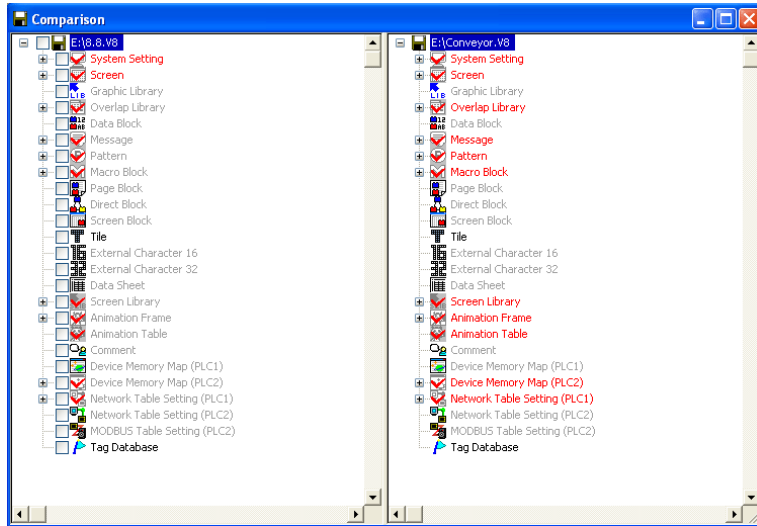 Comparison
E:\8.8.V8
System Setting
Screen
Graphic Library
Overlap Library
Data Block
Message
Pattern
Macro Block
Page Block
Direct Block
Screen Block
Tile
External Character 16
External Character 32
Data Sheet
Screen Library
Animation Frame
Animation Table
Comment
Device Memory Map (PLC1)
Device Memory Map (PLC2)
Network Table Setting (PLC1)
Network Table Setting (PLC2)
MODBUS Table Setting (PLC2)
Tag Database
E:\Conveyor.V8
System Setting
Screen
Graphic Library
Overlap Library
Data Block
Message
Pattern
Macro Block
Page Block
Direct Block
Screen Block
Tile
External Character 16
External Character 32
Data Sheet
Screen Library
Animation Frame
Animation Table
Comment
Device Memory Map (PLC1)
Device Memory Map (PLC2)
Network Table Setting (PLC1)
Network Table Setting (PLC2)
MODBUS Table Setting (PLC2)
Tag Database